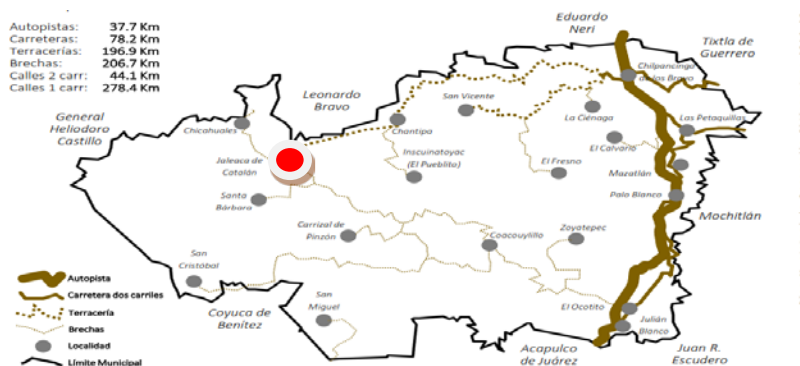 Eduardo
Neri
Autopistas: 37.7 Km
Carreteras: 78.2 Km
Terracerías: 196.9 Km
Brechas: 206.7 Km
Calles 2 carr: 44.1 Km
Calles 1 carr: 278.4 Km
Tixtla de
Guerrero
Chilpancingo
de los Bravo
Leonardo
Bravo
San Vicente
General
Heliodoro
Castillo
Chicahuales
Chantipa
La Ciénaga
Las Petaquillas
El Calvario
Inscuinatoyac
(El Pueblito)
Jaleaca de
Catalán
El Fresno
Mazatlán
Santa
Bárbara
Palo Blanco
Mochitlán
Carrizal de
Pinzón
Coacouylillo
Zoyatepec
San
Cristóbal
Autopista
Carretera dos carriles
Terracería
Brechas
Localidad
Límite Municipal
Coyuca de
Benítez
San
Miguel
El Ocotito
Julián
Blanco
Acapulco
de Juárez
Juan R.
Escudero